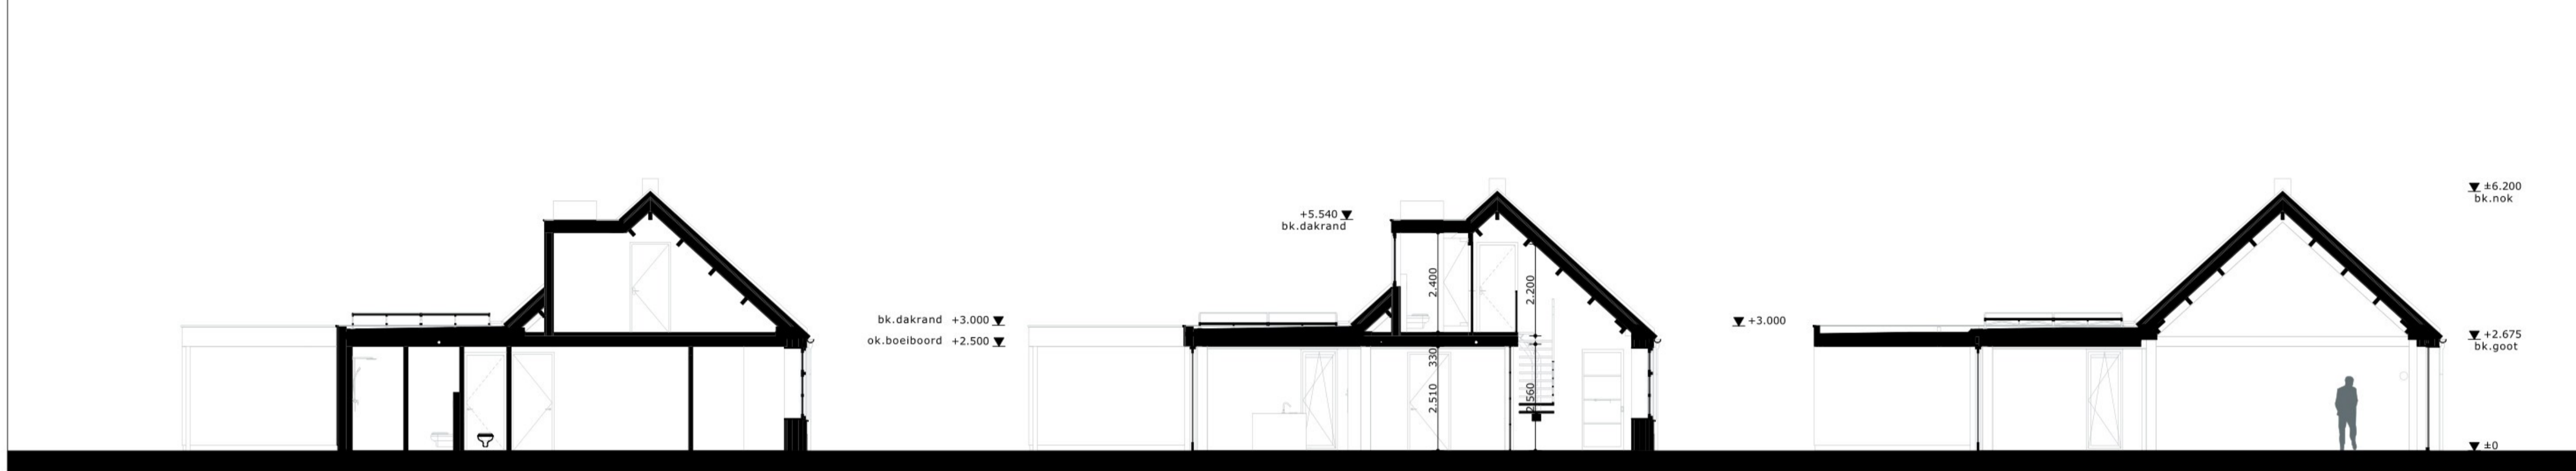 +5.540
bk.dakrand
bk.dakrand +3.000
ok.boeiboord +2.500
2.400
2.200
330
2.510
2.560
+3.000
±6.200
bk.nok
+2.675
bk.goot
±0